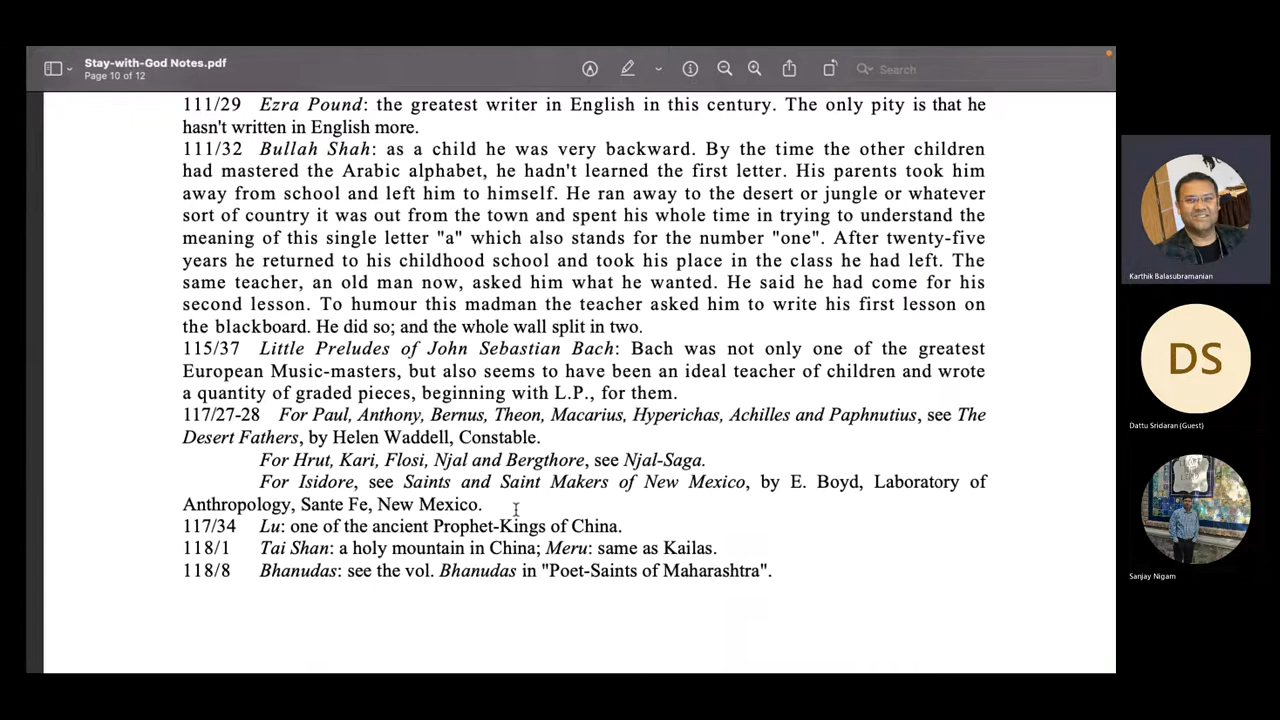 Stay-with-God Notes.pdf
Page 10 of 12
Search
111/29 Ezra Pound: the greatest writer in English in this century. The only pity is that he
hasn't written in English more.
111/32 Bullah Shah: as a child he was very backward. By the time the other children
had mastered the Arabic alphabet, he hadn't learned the first letter. His parents took him
away from school and left him to himself. He ran away to the desert or jungle or whatever
sort of country it was out from the town and spent his whole time in trying to understand the
meaning of this single letter "a" which also stands for the number "one". After twenty-five
years he returned to his childhood school and took his place in the class he had left. The
same teacher, an old man now, asked him what he wanted. He said he had come for his
second lesson. To humour this madman the teacher asked him to write his first lesson on
the blackboard. He did so; and the whole wall split in two.
115/37 Little Preludes of John Sebastian Bach: Bach was not only one of the greatest
European Music-masters, but also seems to have been an ideal teacher of children and wrote
a quantity of graded pieces, beginning with L.P., for them.
117/27-28 For Paul, Anthony, Bernus, Theon, Macarius, Hyperichas, Achilles and Paphnutius, see The
Desert Fathers, by Helen Waddell, Constable.
For Hrut, Kari, Flosi, Njal and Bergthore, see Njal-Saga.
For Isidore, see Saints and Saint Makers of New Mexico, by E. Boyd, Laboratory of
Anthropology, Sante Fe, New Mexico.
117/34 Lu: one of the ancient Prophet-Kings of China.
118/1 Tai Shan: a holy mountain in China; Meru: same as Kailas.
118/8 Bhanudas: see the vol. Bhanudas in "Poet-Saints of Maharashtra".
Karthik Balasubramanian
DS
Dattu Sridaran (Guest)
Sanjay Nigam